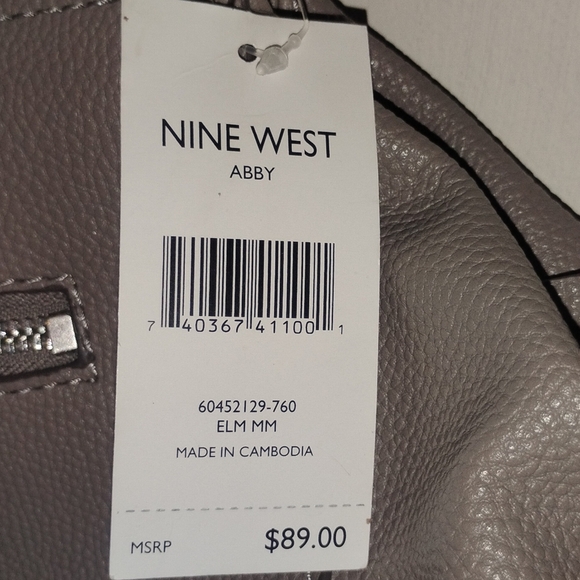 NINE WEST
ABBY
7 40367 41100 1
60452129-760
ELM MM
MADE IN CAMBODIA
MSRP $89.00